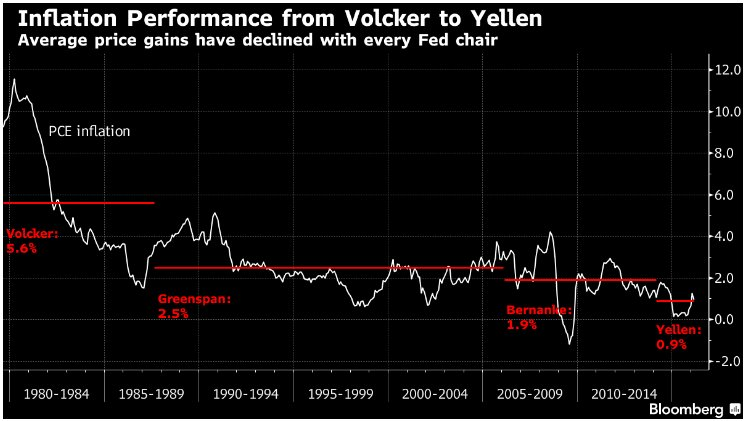 Inflation Performance from Volcker to Yellen
Average price gains have declined with every Fed chair
12.0
10.0
PCE inflation
8.0
6.0
Volcker:
5.6%
4.0
2.0
Greenspan:
2.5%
Bernanke:
1.9%
0.0
Yellen:
0.9%
-2.0
1980-1984 1985-1989 1990-1994 1995-1999 2000-2004 2005-2009 2010-2014
Bloomberg